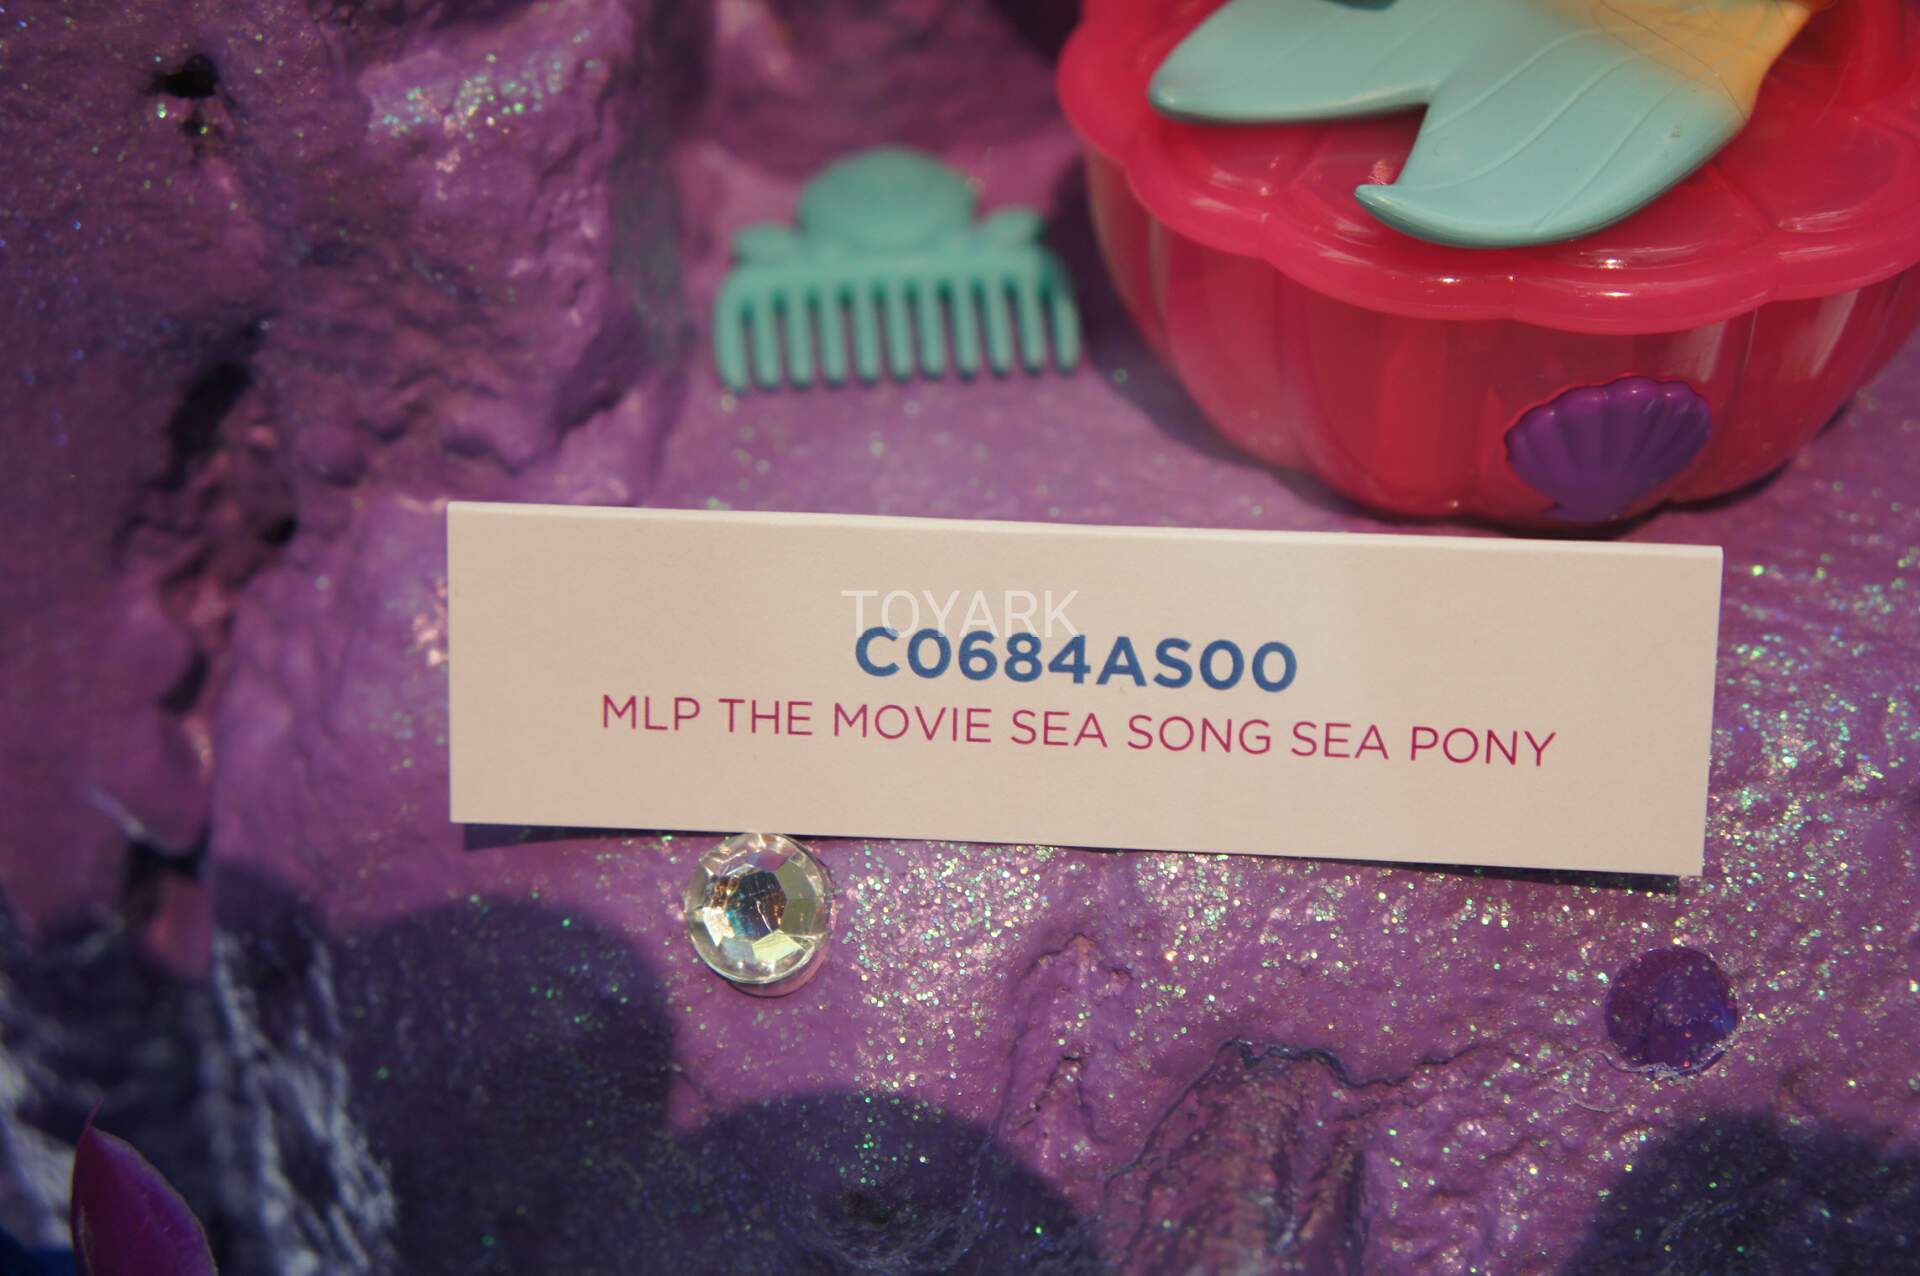 TOYARK
C0684AS00
MLP THE MOVIE SEA SONG SEA PONY